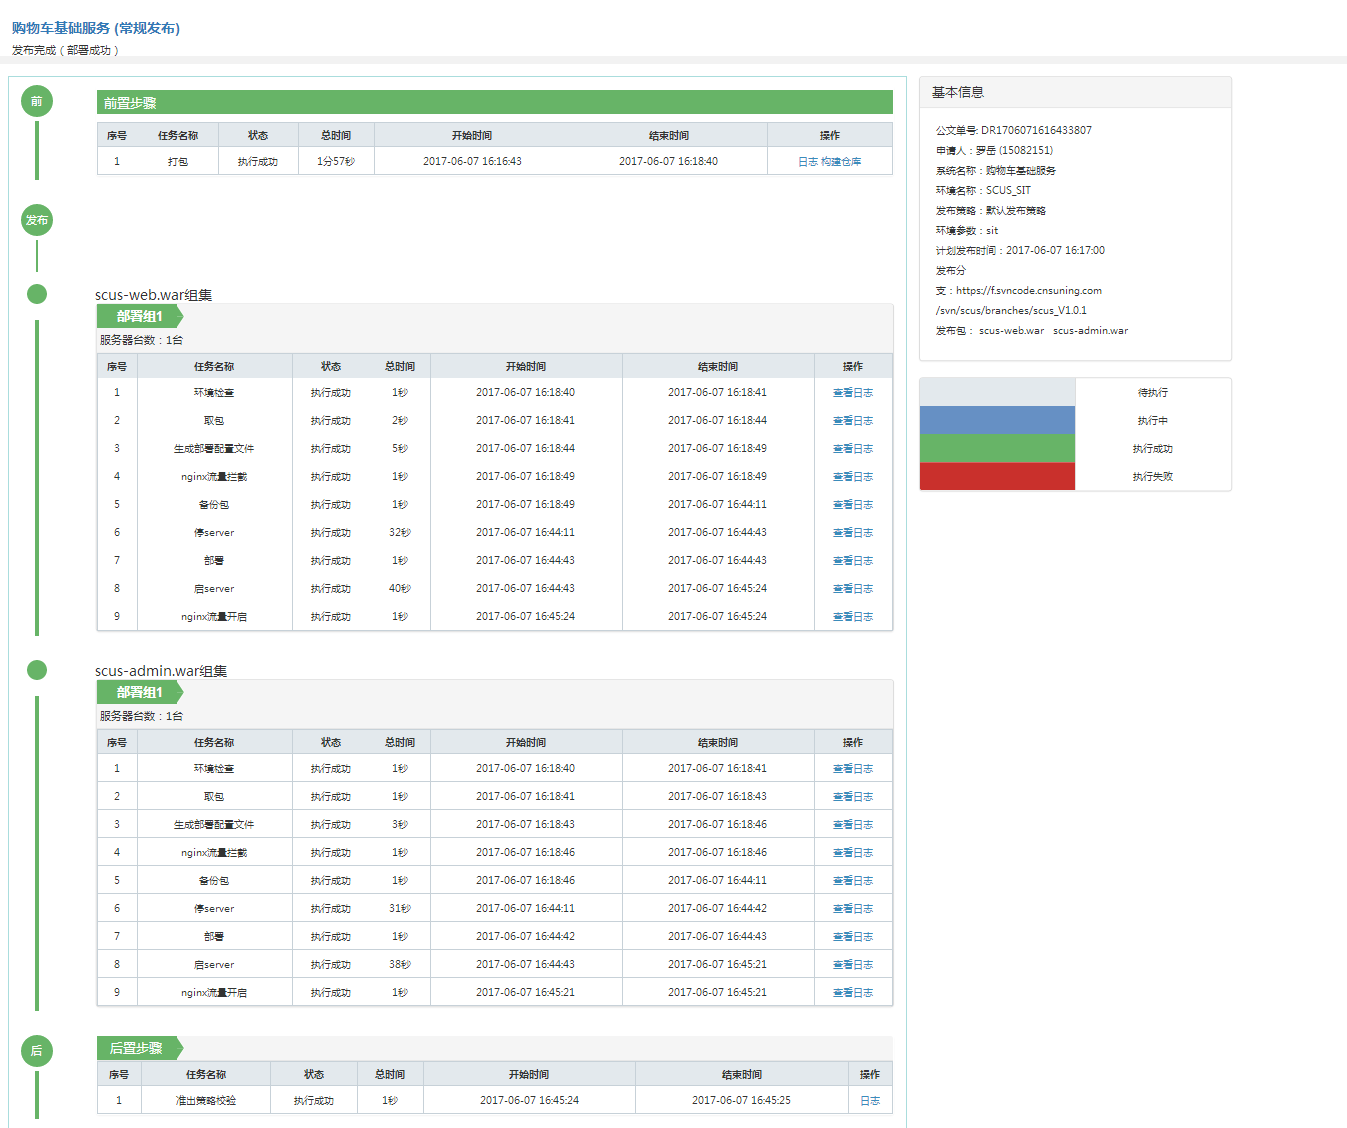 购物车基础服务 (常规发布)
发布完成 ( 部署成功 )
前
前置步骤
序号 任务名称 状态 总时间 开始时间 结束时间 操作
1 打包 执行成功 1分57秒 2017-06-07 16:16:43 2017-06-07 16:18:40 日志 构建仓库
发布
scus-web.war组集
部署组1
服务器台数：1台
序号 任务名称 状态 总时间 开始时间 结束时间 操作
1 环境检查 执行成功 1秒 2017-06-07 16:18:40 2017-06-07 16:18:41 查看日志
2 取包 执行成功 2秒 2017-06-07 16:18:41 2017-06-07 16:18:44 查看日志
3 生成部署配置文件 执行成功 5秒 2017-06-07 16:18:44 2017-06-07 16:18:49 查看日志
4 nginx流量拦截 执行成功 1秒 2017-06-07 16:18:49 2017-06-07 16:18:49 查看日志
5 备份包 执行成功 1秒 2017-06-07 16:18:49 2017-06-07 16:44:11 查看日志
6 停server 执行成功 32秒 2017-06-07 16:44:11 2017-06-07 16:44:43 查看日志
7 部署 执行成功 1秒 2017-06-07 16:44:43 2017-06-07 16:44:43 查看日志
8 启server 执行成功 40秒 2017-06-07 16:44:43 2017-06-07 16:45:24 查看日志
9 nginx流量开启 执行成功 1秒 2017-06-07 16:45:24 2017-06-07 16:45:24 查看日志
scus-admin.war组集
部署组1
服务器台数：1台
序号 任务名称 状态 总时间 开始时间 结束时间 操作
1 环境检查 执行成功 1秒 2017-06-07 16:18:40 2017-06-07 16:18:41 查看日志
2 取包 执行成功 1秒 2017-06-07 16:18:41 2017-06-07 16:18:43 查看日志
3 生成部署配置文件 执行成功 3秒 2017-06-07 16:18:43 2017-06-07 16:18:46 查看日志
4 nginx流量拦截 执行成功 1秒 2017-06-07 16:18:46 2017-06-07 16:18:46 查看日志
5 备份包 执行成功 1秒 2017-06-07 16:18:46 2017-06-07 16:44:11 查看日志
6 停server 执行成功 31秒 2017-06-07 16:44:11 2017-06-07 16:44:42 查看日志
7 部署 执行成功 1秒 2017-06-07 16:44:42 2017-06-07 16:44:43 查看日志
8 启server 执行成功 38秒 2017-06-07 16:44:43 2017-06-07 16:45:21 查看日志
9 nginx流量开启 执行成功 1秒 2017-06-07 16:45:21 2017-06-07 16:45:21 查看日志
后
后置步骤
序号 任务名称 状态 总时间 开始时间 结束时间 操作
1 准出策略校验 执行成功 1秒 2017-06-07 16:45:24 2017-06-07 16:45:25 日志
基本信息
公文单号: DR1706071616433807
申请人：罗岳 (15082151)
系统名称：购物车基础服务
环境名称：SCUS_SIT
发布策略：默认发布策略
环境参数：sit
计划发布时间：2017-06-07 16:17:00
发布分
支：https://f.svncode.cnsuning.com
/svn/scus/branches/scus_V1.0.1
发布包： scus-web.war scus-admin.war
待执行
执行中
执行成功
执行失败